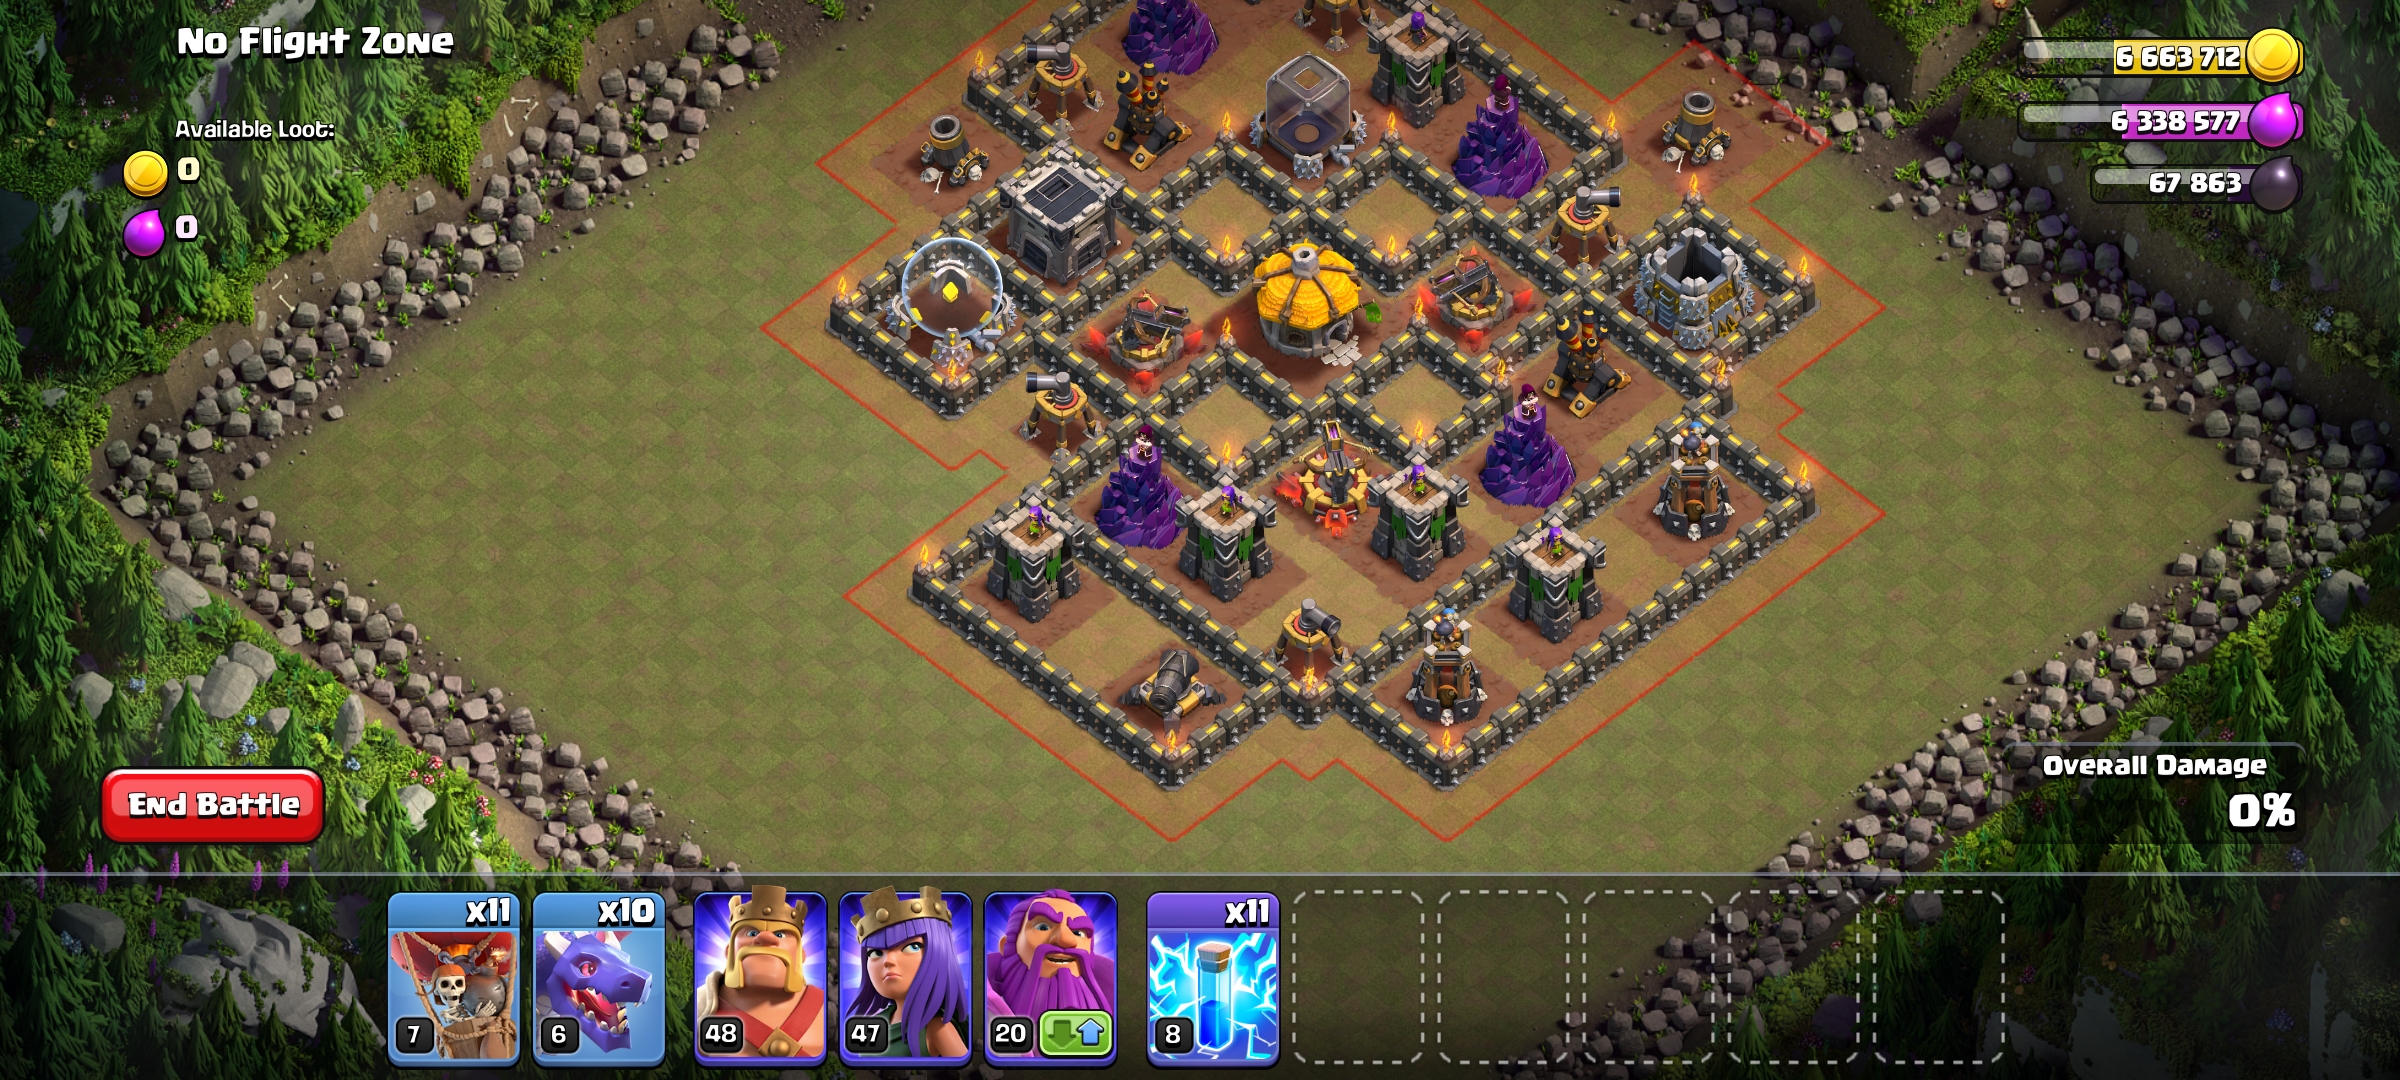 No Flight Zone
Available Loot:
0
0
6 663 712
6 338 577
67 863
End Battle
Overall Damage
0%
x11
x10
x11
7
6
48
47
20
8